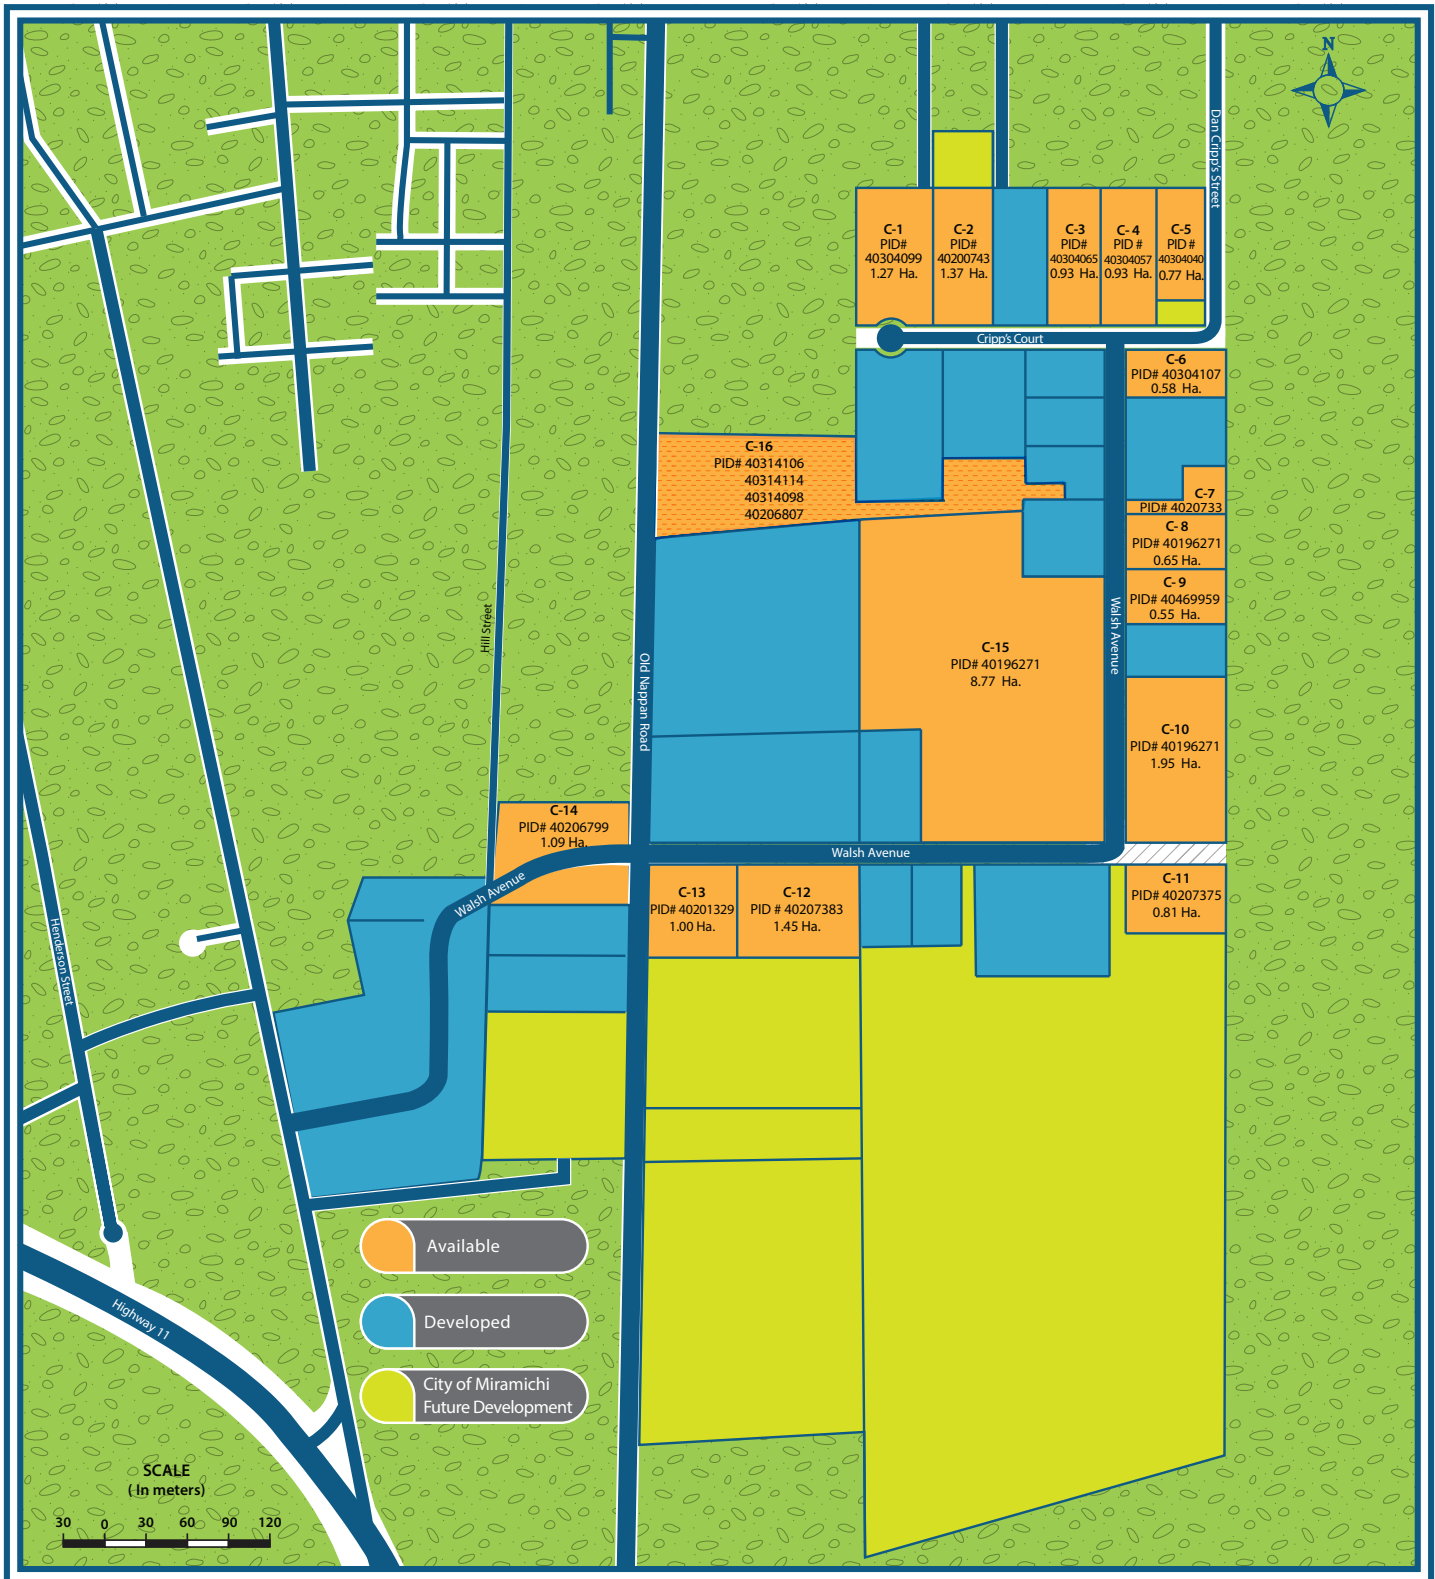 N
Dan Cripp's Street
C-1
PID#
40304099
1.27 Ha.
C-2
PID#
40200743
1.37 Ha.
C-3
PID#
40304065
0.93 Ha.
C- 4
PID #
40304057
0.93 Ha.
C-5
PID #
40304040
0.77 Ha.
Cripp's Court
C-6
PID# 40304107
0.58 Ha.
C-16
PID# 40314106
40314114
40314098
40206807
C-7
PID# 4020733
C- 8
PID# 40196271
0.65 Ha.
C- 9
PID# 40469959
0.55 Ha.
Hill Street
Old Nappan Road
Walsh Avenue
C-15
PID# 40196271
8.77 Ha.
C-10
PID# 40196271
1.95 Ha.
C-14
PID# 40206799
1.09 Ha.
Walsh Avenue
Walsh Avenue
C-13
PID# 40201329
1.00 Ha.
C-12
PID # 40207383
1.45 Ha.
C-11
PID# 40207375
0.81 Ha.
Henderson Street
Available
Highway 11
Developed
City of Miramichi
Future Development
SCALE
( In meters)
30 0 30 60 90 120